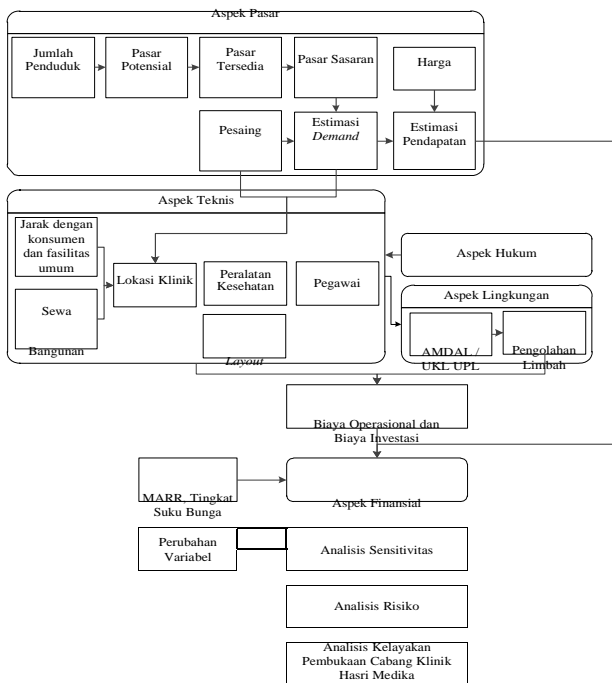 Aspek Pasar
Jumlah
Penduduk
Pasar
Potensial
Pasar
Tersedia
Pasar Sasaran
Harga
Pesaing
Estimasi
Demand
Estimasi
Pendapatan
Aspek Teknis
Jarak dengan
konsumen
dan fasilitas
umum
Lokasi Klinik
Peralatan
Kesehatan
Pegawai
Sewa
Bangunan
Layout
Aspek Hukum
Aspek Lingkungan
AMDAL /
UKL UPL
Pengolahan
Limbah
Biaya Operasional dan
Biaya Investasi
MARR, Tingkat
Suku Bunga
Aspek Finansial
Perubahan
Variabel
Analisis Sensitivitas
Analisis Risiko
Analisis Kelayakan
Pembukaan Cabang Klinik
Hasri Medika